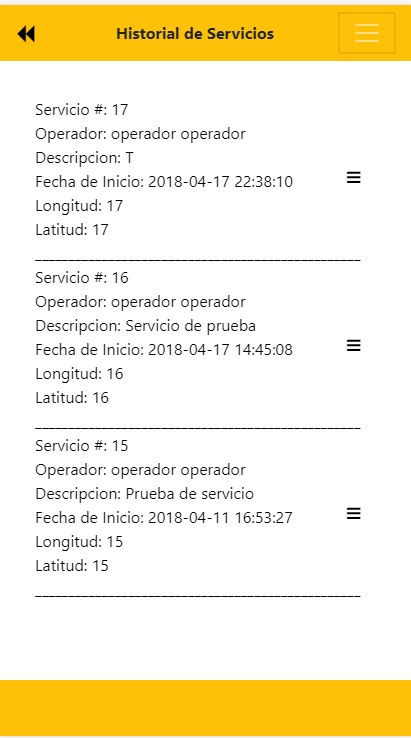 Historial de Servicios
Servicio #: 17
Operador: operador operador
Descripcion: T
Fecha de Inicio: 2018-04-17 22:38:10
Longitud: 17
Latitud: 17
Servicio #: 16
Operador: operador operador
Descripcion: Servicio de prueba
Fecha de Inicio: 2018-04-17 14:45:08
Longitud: 16
Latitud: 16
Servicio #: 15
Operador: operador operador
Descripcion: Prueba de servicio
Fecha de Inicio: 2018-04-11 16:53:27
Longitud: 15
Latitud: 15